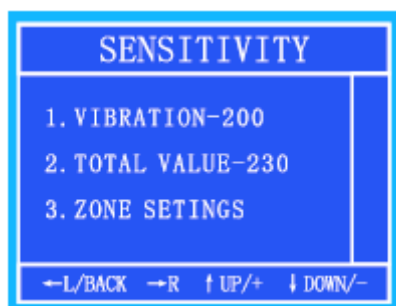 SENSITIVITY
1. VIBRATION-200
2. TOTAL VALUE-230
3. ZONE SETINGS
←L/BACK →R ↑UP/+ ↓DOWN/-